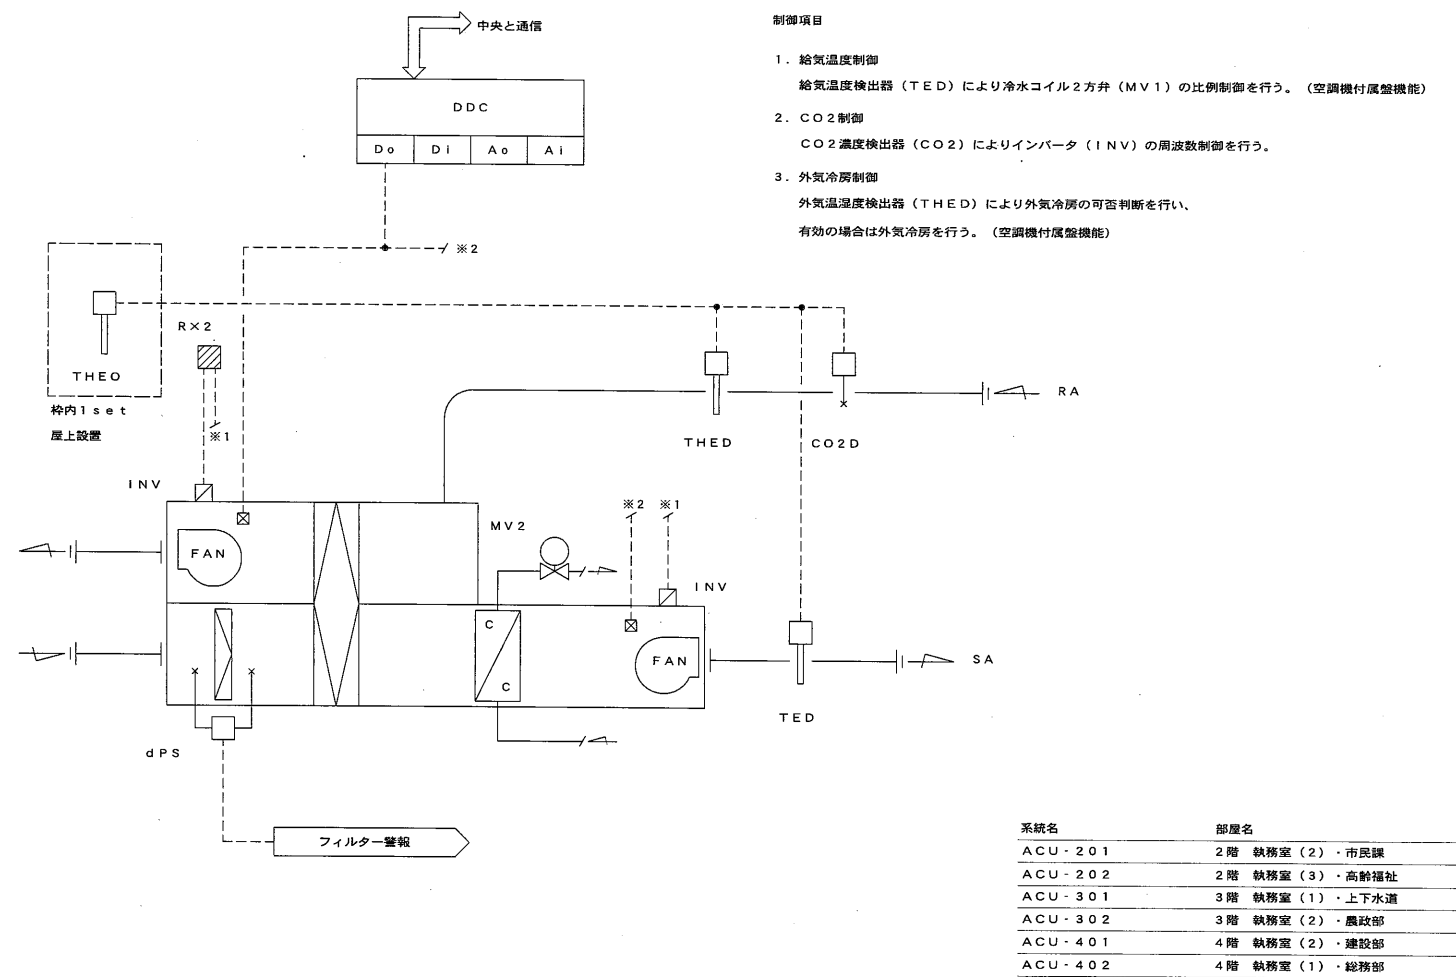 中央と通信
DDC
Do Di Ao Ai
※2
THEO
枠内1set
屋上設置
R×2
※1
INV
FAN
dPS
フィルター警報
THED
CO2D
RA
MV2
※2 ※1
INV
C
C
FAN
SA
TED
制御項目
1．給気温度制御
給気温度検出器（TED）により冷水コイル2方弁（MV1）の比例制御を行う。（空調機付属盤機能）
2．CO2制御
CO2濃度検出器（CO2）によりインバータ（INV）の周波数制御を行う。
3．外気冷房制御
外気温湿度検出器（THED）により外気冷房の可否判断を行い、
有効の場合は外気冷房を行う。（空調機付属盤機能）
系統名 部屋名
ACU-201 2階 執務室（2）・市民課
ACU-202 2階 執務室（3）・高齢福祉
ACU-301 3階 執務室（1）・上下水道
ACU-302 3階 執務室（2）・農政部
ACU-401 4階 執務室（2）・建設部
ACU-402 4階 執務室（1）・総務部